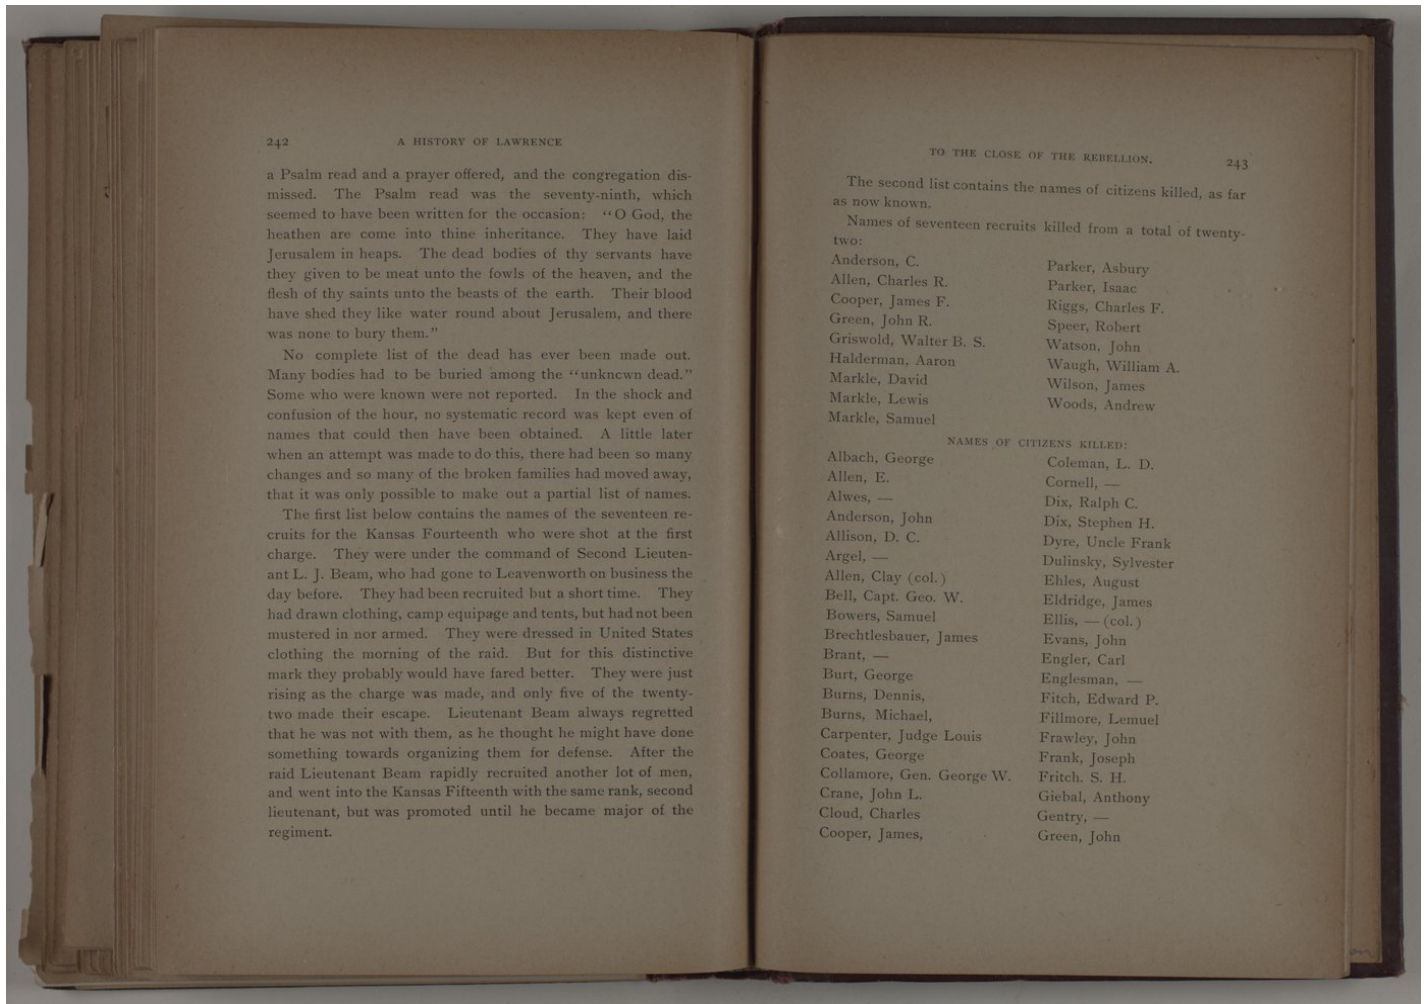 242 A HISTORY OF LAWRENCE
a Psalm read and a prayer offered, and the congregation dis-
missed. The Psalm read was the seventy-ninth, which
seemed to have been written for the occasion: “O God, the
heathen are come into thine inheritance. They have laid
Jerusalem in heaps. The dead bodies of thy servants have
they given to be meat unto the fowls of the heaven, and the
flesh of thy saints unto the beasts of the earth. Their blood
have shed they like water round about Jerusalem, and there
was none to bury them.”
No complete list of the dead has ever been made out.
Many bodies had to be buried among the “unkncwn dead.”
Some who were known were not reported. In the shock and
confusion of the hour, no systematic record was kept even of
names that could then have been obtained. A little later
when an attempt was made to do this, there had been so many
changes and so many of the broken families had moved away,
that it was only possible to make out a partial list of names.
The first list below contains the names of the seventeen re-
cruits for the Kansas Fourteenth who were shot at the first
charge. They were under the command of Second Lieuten-
ant L. J. Beam, who had gone to Leavenworth on business the
day before. They had been recruited but a short time. They
had drawn clothing, camp equipage and tents, but had not been
mustered in nor armed. They were dressed in United States
clothing the morning of the raid. But for this distinctive
mark they probably would have fared better. They were just
rising as the charge was made, and only five of the twenty-
two made their escape. Lieutenant Beam always regretted
that he was not with them, as he thought he might have done
something towards organizing them for defense. After the
raid Lieutenant Beam rapidly recruited another lot of men,
and went into the Kansas Fifteenth with the same rank, second
lieutenant, but was promoted until he became major of the
regiment.
TO THE CLOSE OF THE REBELLION. 243
The second list contains the names of citizens killed, as far
as now known.
Names of seventeen recruits killed from a total of twenty-
two:
Anderson, C.
Allen, Charles R.
Cooper, James F.
Green, John R.
Griswold, Walter B. S.
Halderman, Aaron
Markle, David
Markle, Lewis
Markle, Samuel
Parker, Asbury
Parker, Isaac
Riggs, Charles F.
Speer, Robert
Watson, John
Waugh, William A.
Wilson, James
Woods, Andrew
NAMES OF CITIZENS KILLED:
Albach, George
Allen, E.
Alwes, —
Anderson, John
Allison, D. C.
Argel, —
Allen, Clay (col.)
Bell, Capt. Geo. W.
Bowers, Samuel
Brechtlesbauer, James
Brant, —
Burt, George
Burns, Dennis,
Burns, Michael,
Carpenter, Judge Louis
Coates, George
Collamore, Gen. George W.
Crane, John L.
Cloud, Charles
Cooper, James,
Coleman, L. D.
Cornell, —
Dix, Ralph C.
Dix, Stephen H.
Dyre, Uncle Frank
Dulinsky, Sylvester
Ehles, August
Eldridge, James
Ellis, — (col.)
Evans, John
Engler, Carl
Englesman, —
Fitch, Edward P.
Fillmore, Lemuel
Frawley, John
Frank, Joseph
Fritch. S. H.
Giebal, Anthony
Gentry, —
Green, John